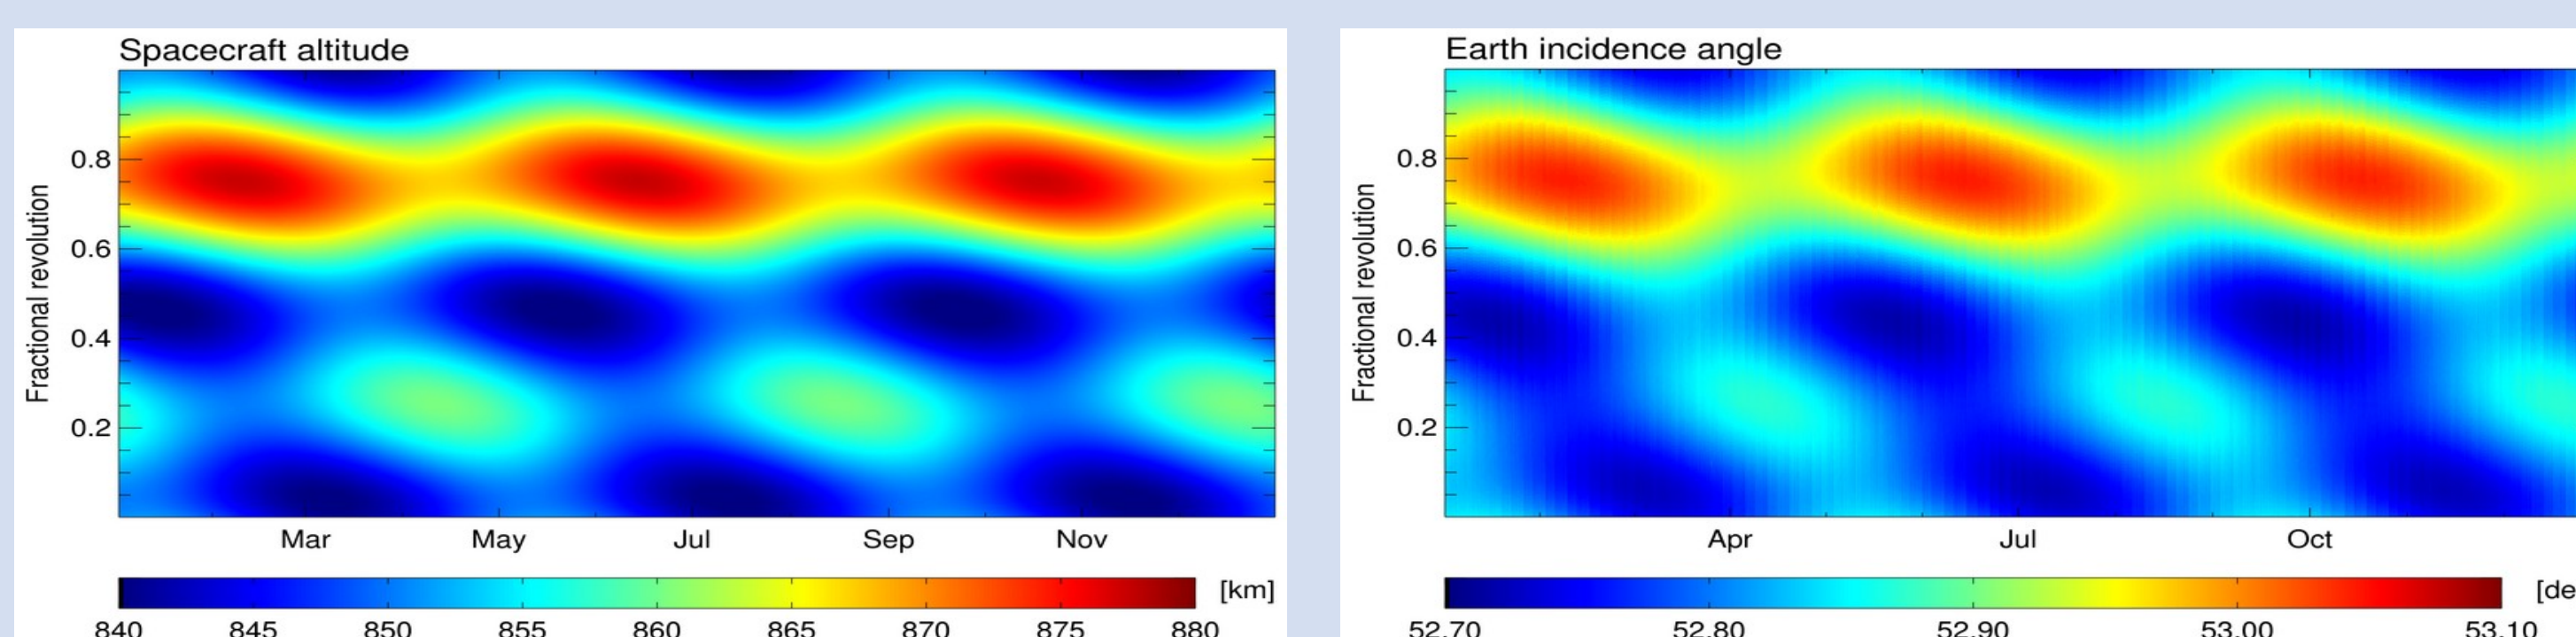 Spacecraft altitude
Fractional revolution
0.8
0.6
0.4
0.2
Mar May Jul Sep Nov
[km]
840 845 850 855 860 865 870 875 880
Earth incidence angle
Fractional revolution
0.8
0.6
0.4
0.2
Apr Jul Oct
[de
52.70 52.80 52.90 53.00 53.10